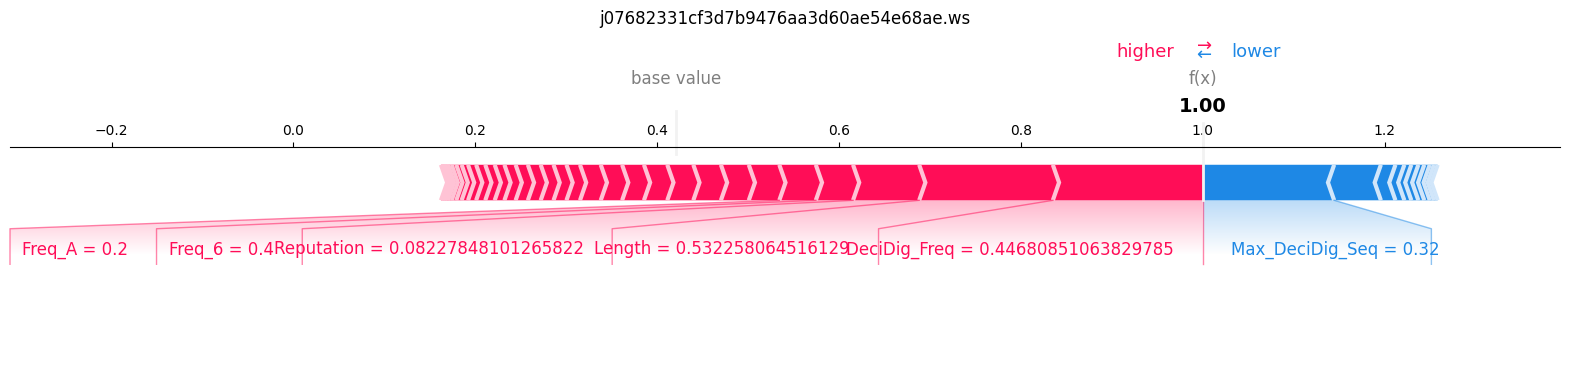 j07682331cf3d7b9476aa3d60ae54e68ae.ws
higher ⇄ lower
base value f(x)
1.00
−0.2 0.0 0.2 0.4 0.6 0.8 1.0 1.2
Freq_A = 0.2 Freq_6 = 0.4 Reputation = 0.08227848101265822 Length = 0.532258064516129 DeciDig_Freq = 0.44680851063829785 Max_DeciDig_Seq = 0.32